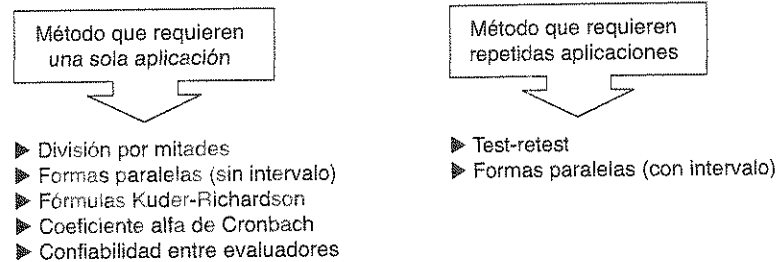 Método que requieren
una sola aplicación
▶ División por mitades
▶ Formas paralelas (sin intervalo)
▶ Fórmulas Kuder-Richardson
▶ Coeficiente alfa de Cronbach
▶ Confiabilidad entre evaluadores
Método que requieren
repetidas aplicaciones
▶ Test-retest
▶ Formas paralelas (con intervalo)